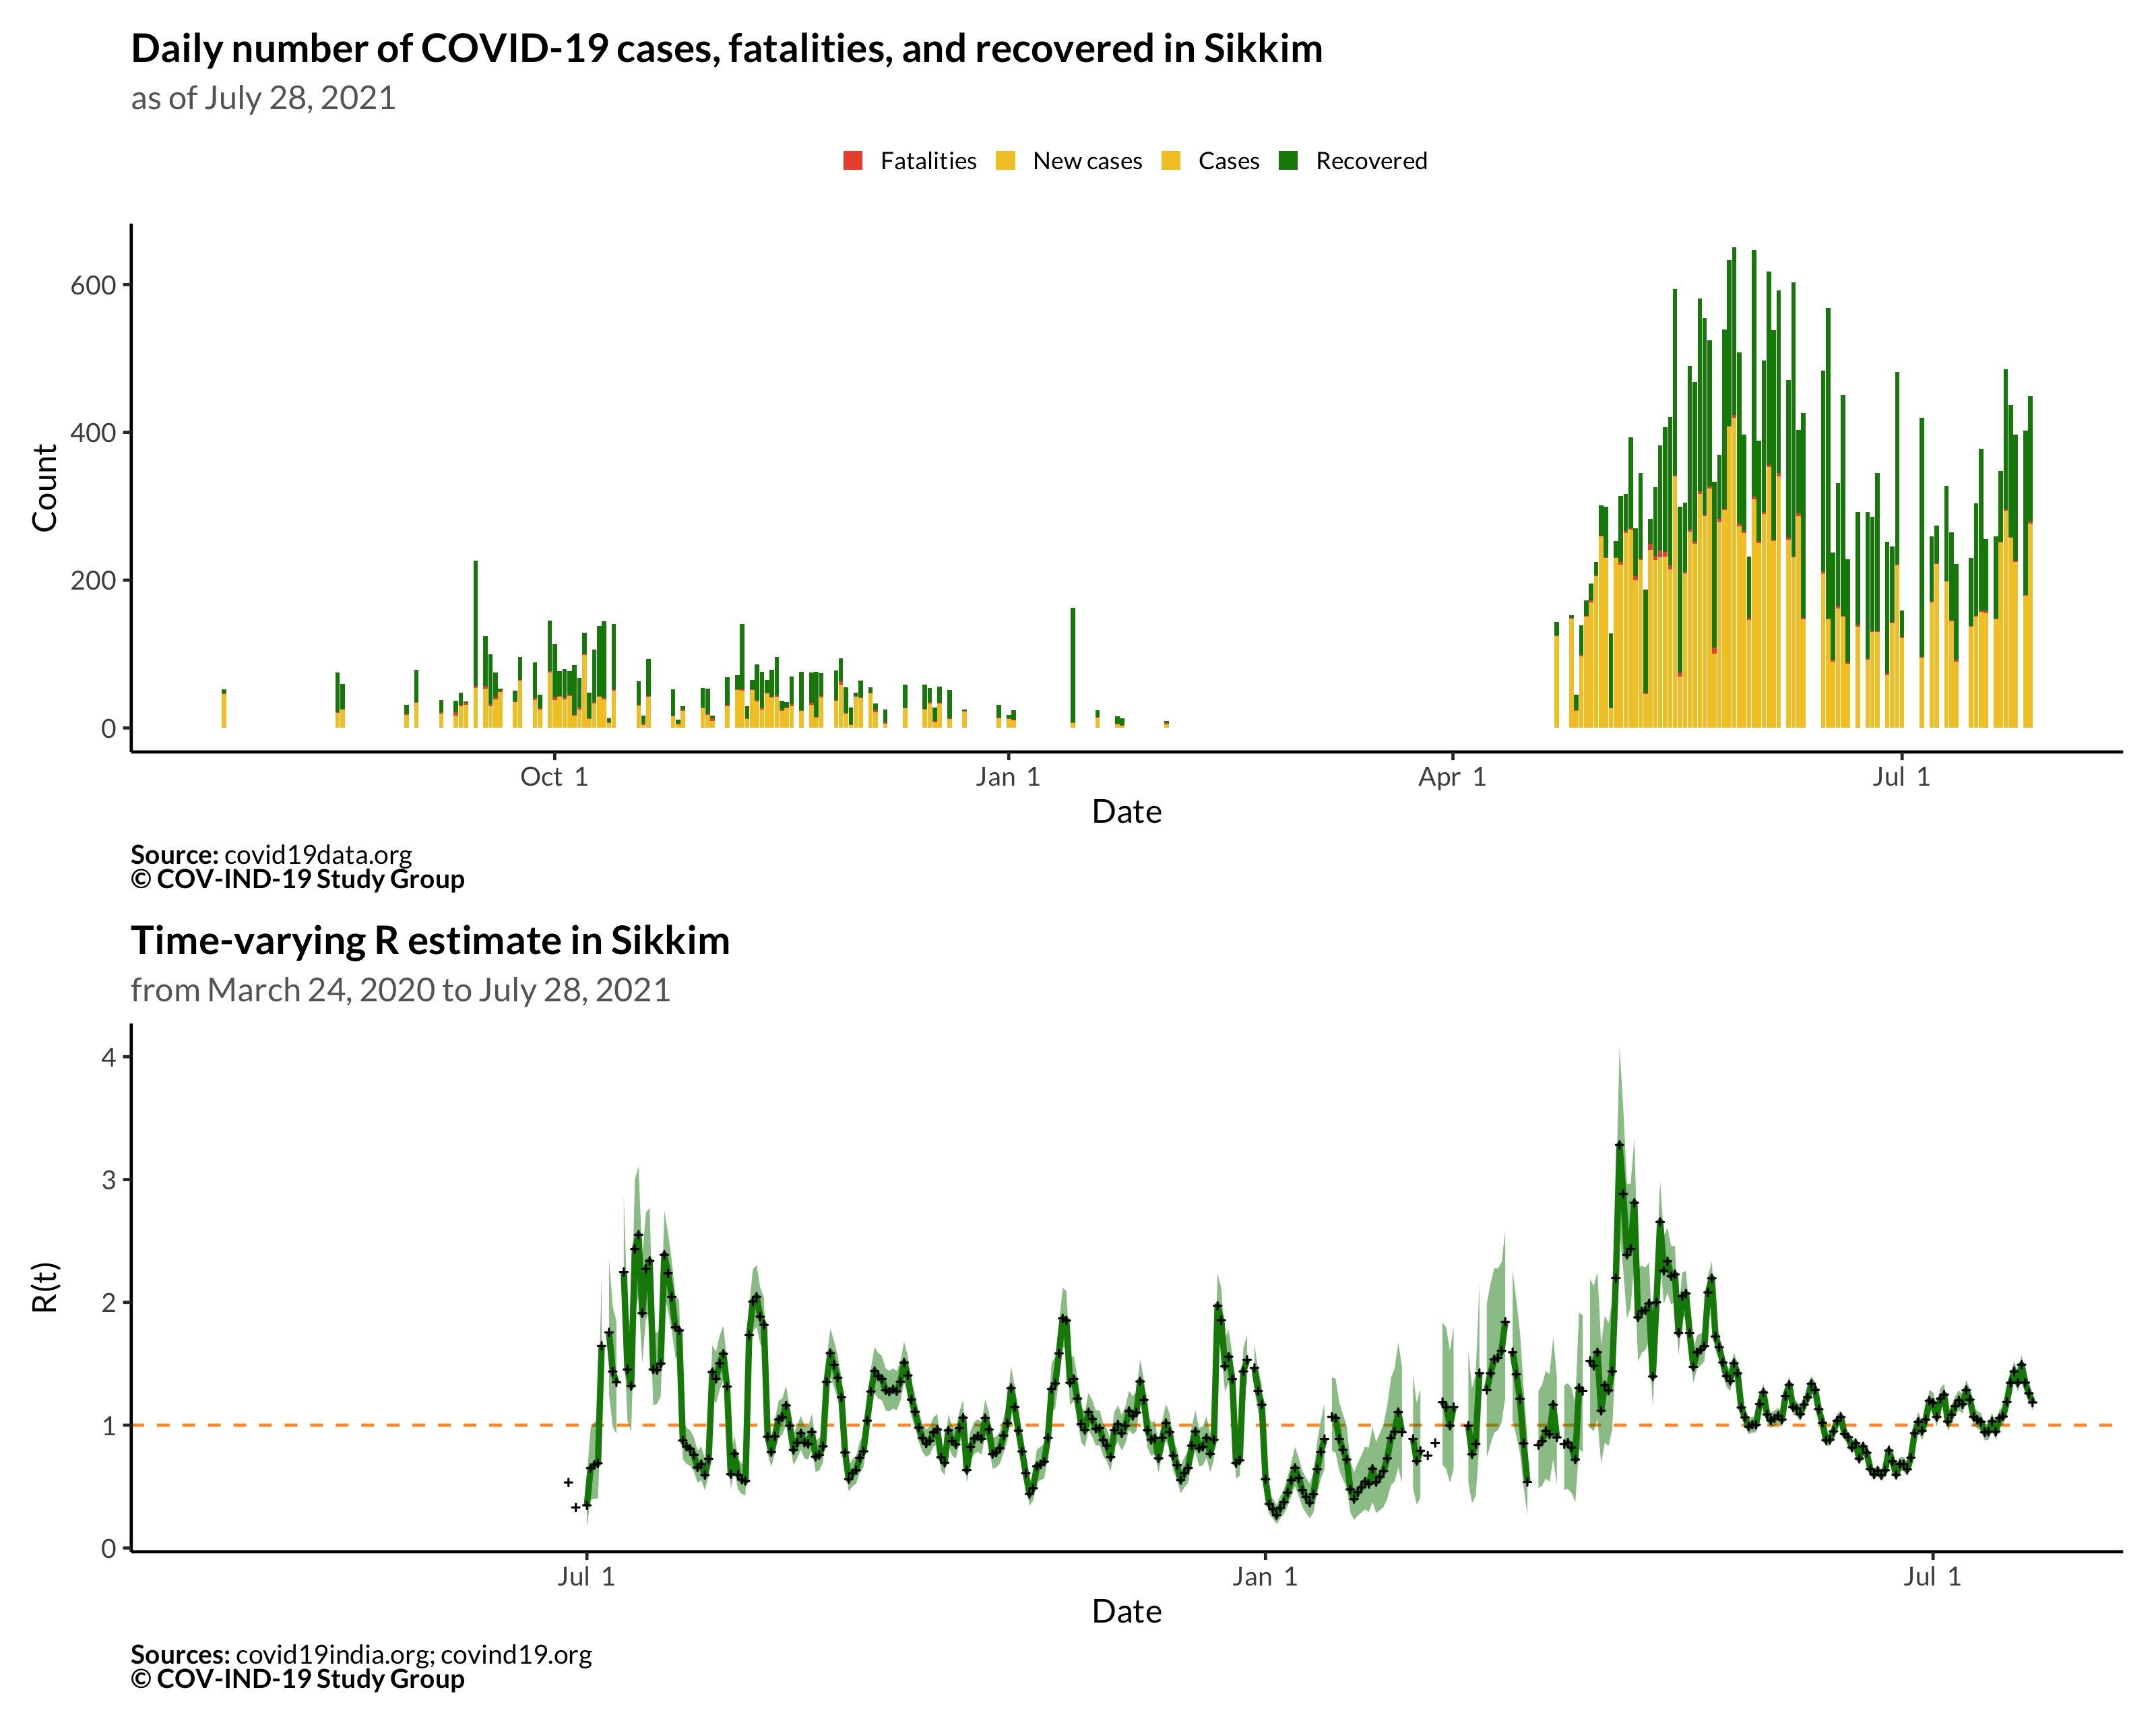 Daily number of COVID-19 cases, fatalities, and recovered in Sikkim
as of July 28, 2021
Fatalities New cases Cases Recovered
Count
600
400
200
0
Oct 1 Jan 1 Apr 1 Jul 1
Date
Source: covid19data.org
© COV-IND-19 Study Group
Time-varying R estimate in Sikkim
from March 24, 2020 to July 28, 2021
R(t)
4
3
2
1
0
Jul 1 Jan 1 Jul 1
Date
Sources: covid19india.org; covind19.org
© COV-IND-19 Study Group